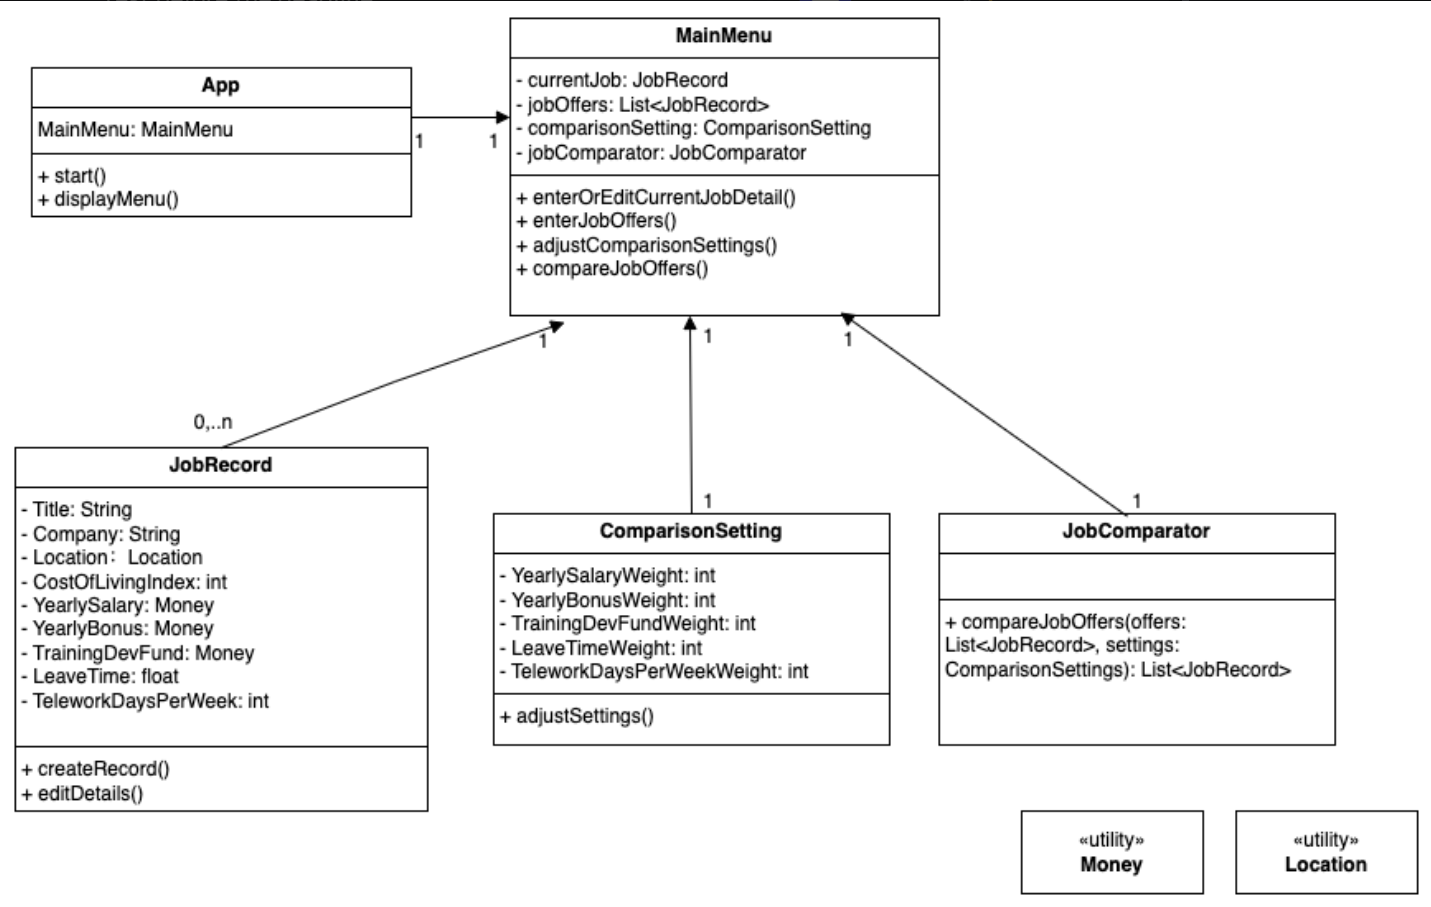 App
MainMenu: MainMenu
+ start()
+ displayMenu()
1
1
MainMenu
- currentJob: JobRecord
- jobOffers: List<JobRecord>
- comparisonSetting: ComparisonSetting
- jobComparator: JobComparator
+ enterOrEditCurrentJobDetail()
+ enterJobOffers()
+ adjustComparisonSettings()
+ compareJobOffers()
1
1
1
0,..n
1
1
JobRecord
- Title: String
- Company: String
- Location： Location
- CostOfLivingIndex: int
- YearlySalary: Money
- YearlyBonus: Money
- TrainingDevFund: Money
- LeaveTime: float
- TeleworkDaysPerWeek: int
+ createRecord()
+ editDetails()
ComparisonSetting
- YearlySalaryWeight: int
- YearlyBonusWeight: int
- TrainingDevFundWeight: int
- LeaveTimeWeight: int
- TeleworkDaysPerWeekWeight: int
+ adjustSettings()
JobComparator
+ compareJobOffers(offers:
List<JobRecord>, settings:
ComparisonSettings): List<JobRecord>
«utility»
Money
«utility»
Location